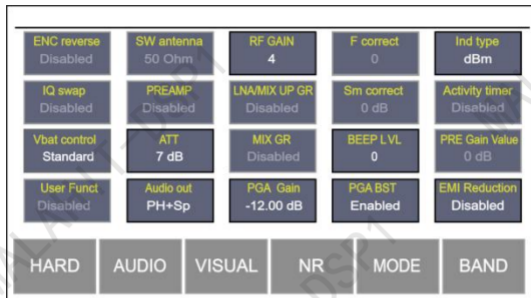 ENC reverse SW antenna RF GAIN F correct Ind type
Disabled 50 Ohm 4 0 dBm
IQ swap PREAMP LNA/MIX UP GR Sm correct Activity timer
Disabled Disabled Disabled 0 dB Disabled
Vbat control ATT MIX GR BEEP LVL PRE Gain Value
Standard 7 dB Disabled 0 0 dB
User Funct Audio out PGA Gain PGA BST EMI Reduction
Disabled PH+Sp -12.00 dB Enabled Disabled
HARD AUDIO VISUAL NR MODE BAND